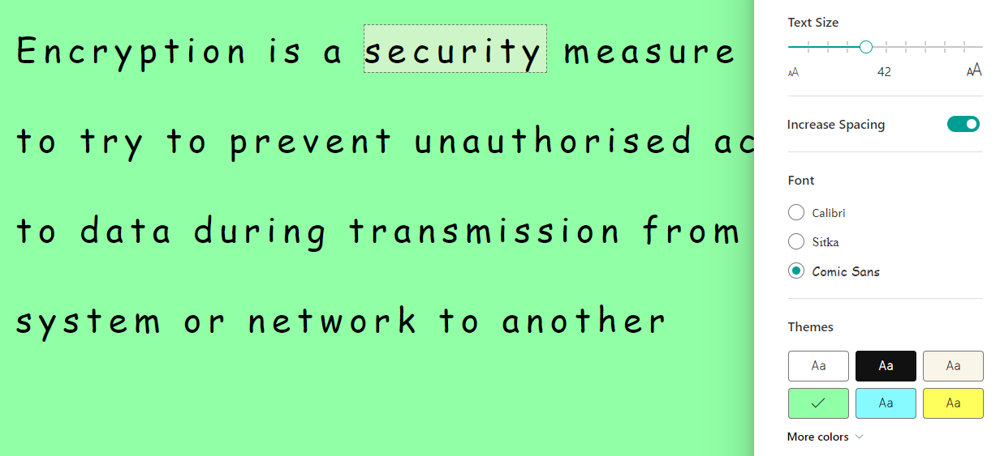 Encryption is a security measure
to try to prevent unauthorised ac
to data during transmission from
system or network to another
Text Size
AA 42 AA
Increase Spacing
Font
Calibri
Sitka
Comic Sans
Themes
Aa Aa Aa
Aa Aa
More colors